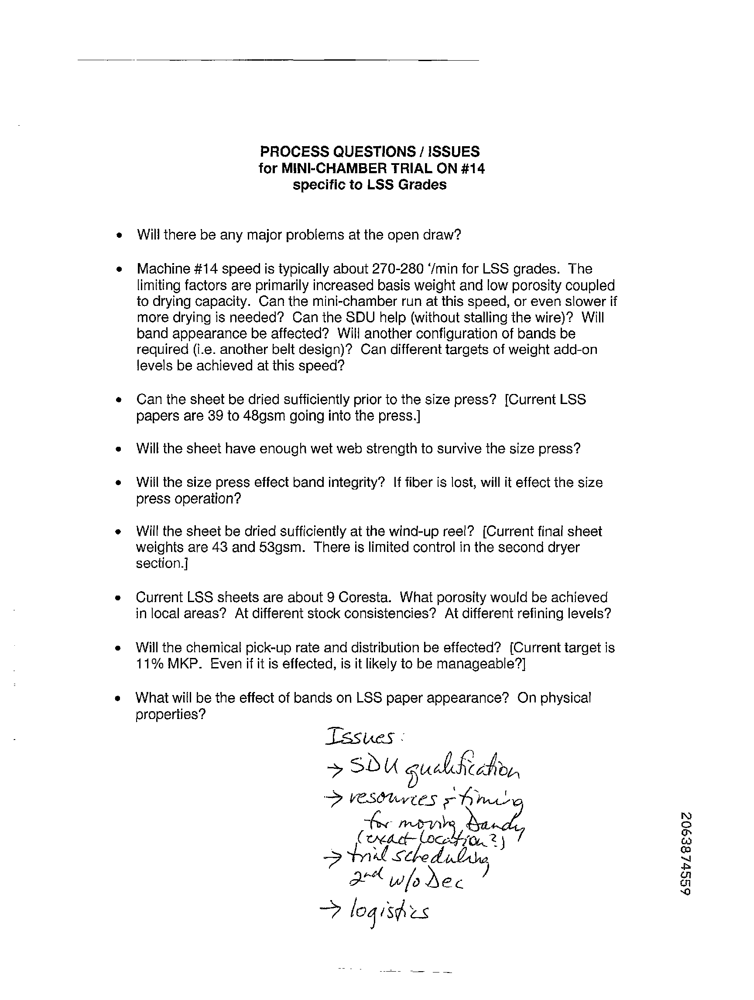 PROCESS QUESTIONS / ISSUES
for MINI-CHAMBER TRIAL ON #14
specific to LSS Grades
• Will there be any major problems at the open draw?
• Machine #14 speed is typically about 270-280 '/min for LSS grades. The
limiting factors are primarily increased basis weight and low porosity coupled
to drying capacity. Can the mini-chamber run at this speed, or even slower if
more drying is needed? Can the SDU help (without stalling the wire)? Will
band appearance be affected? Will another configuration of bands be
required (i.e. another belt design)? Can different targets of weight add-on
levels be achieved at this speed?
• Can the sheet be dried sufficiently prior to the size press? [Current LSS
papers are 39 to 48gsm going into the press.]
• Will the sheet have enough wet web strength to survive the size press?
• Will the size press effect band integrity? If fiber is lost, will it effect the size
press operation?
• Will the sheet be dried sufficiently at the wind-up reel? [Current final sheet
weights are 43 and 53gsm. There is limited control in the second dryer
section.]
• Current LSS sheets are about 9 Coresta. What porosity would be achieved
in local areas? At different stock consistencies? At different refining levels?
• Will the chemical pick-up rate and distribution be effected? [Current target is
11% MKP. Even if it is effected, is it likely to be manageable?]
• What will be the effect of bands on LSS paper appearance? On physical
properties?
Issues:
→ SDU qualification
→ resources & timing
for moving Dandy
(exact location?)
→ trial scheduling
2nd w/o Dec
→ logistics
2063874559